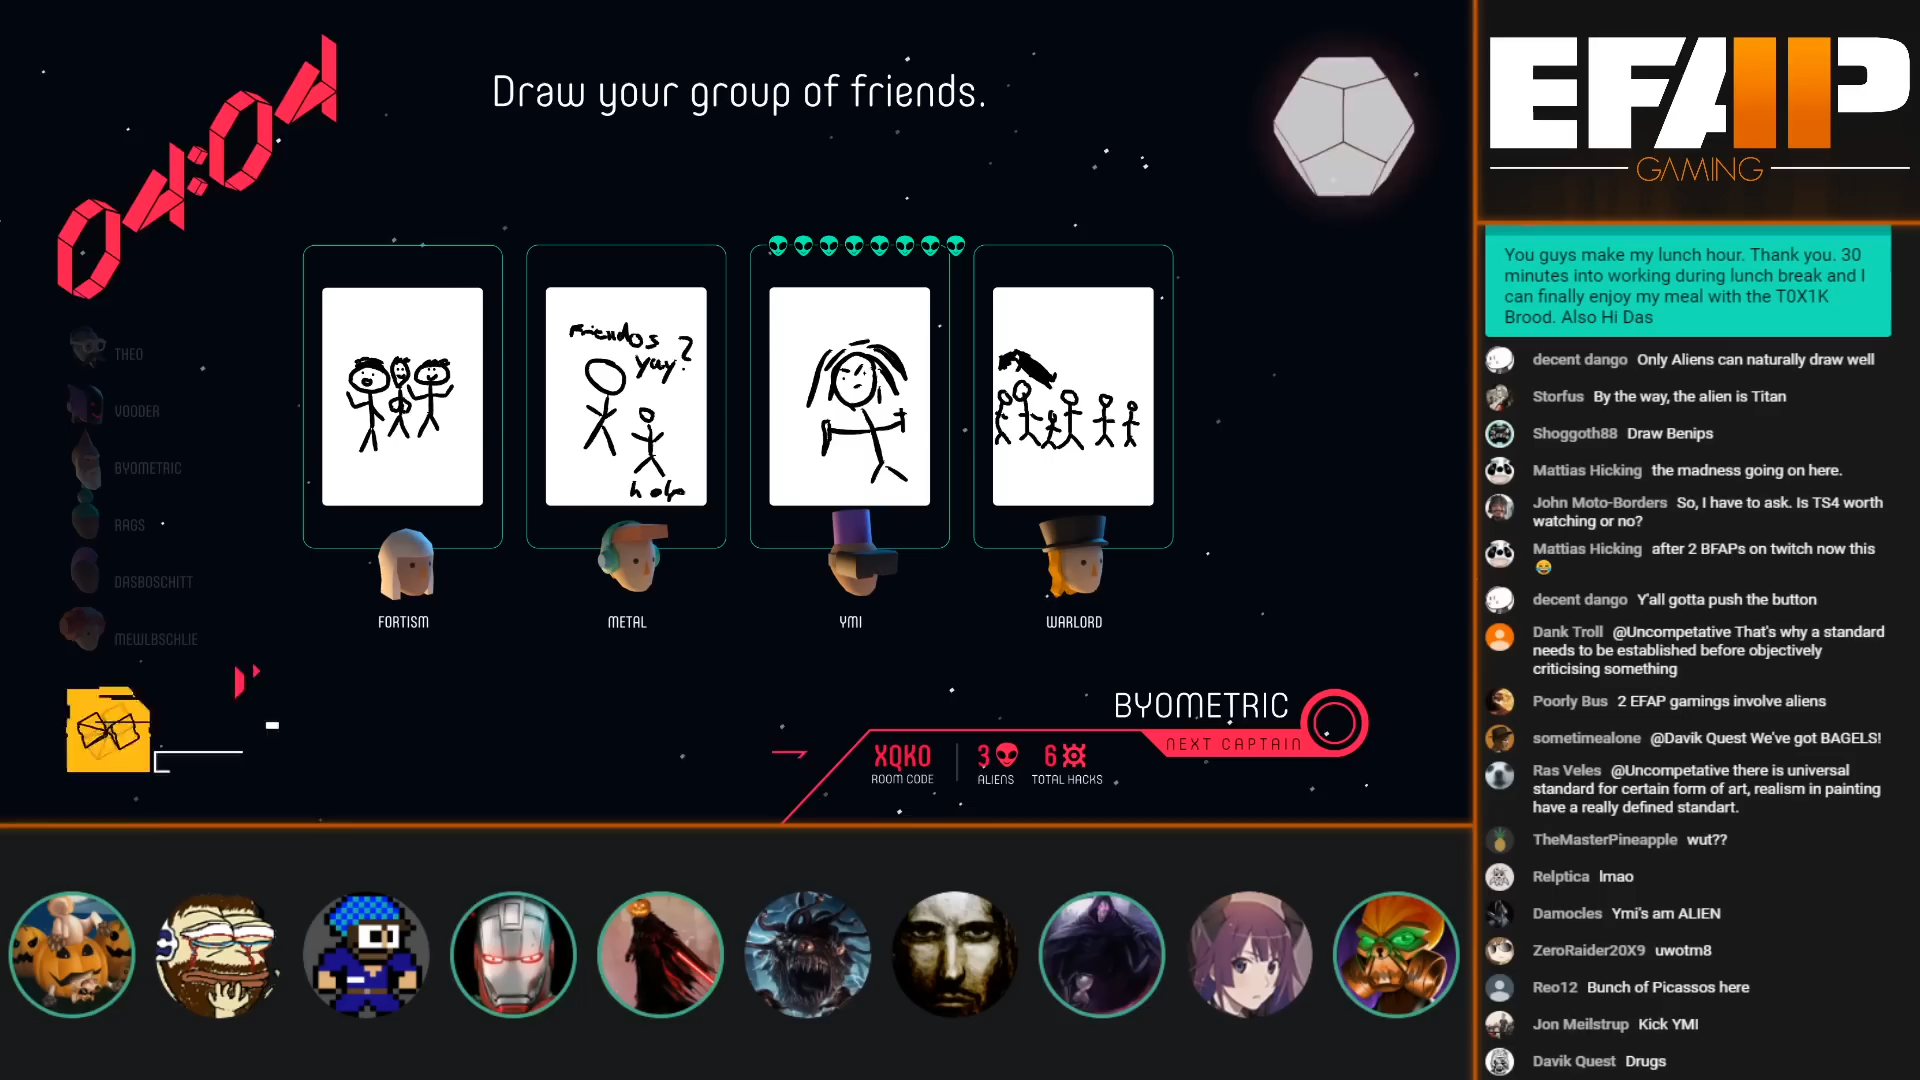 04:04
Draw your group of friends.
THEO
VOODER
BYOMETRIC
RAGS
DASBOSCHITT
MEWLBSCHLIE
Friendos
yay?
help
FORTISM
METAL
YMI
WARLORD
BYOMETRIC
NEXT CAPTAIN
XQKO
ROOM CODE
3
ALIENS
6
TOTAL HACKS
EFAP
GAMING
You guys make my lunch hour. Thank you. 30
minutes into working during lunch break and I
can finally enjoy my meal with the T0X1K
Brood. Also Hi Das
decent dango Only Aliens can naturally draw well
Storfus By the way, the alien is Titan
Shoggoth88 Draw Benips
Mattias Hicking the madness going on here.
John Moto-Borders So, I have to ask. Is TS4 worth
watching or no?
Mattias Hicking after 2 BFAPs on twitch now this
😂
decent dango Y'all gotta push the button
Dank Troll @Uncompetative That's why a standard
needs to be established before objectively
criticising something
Poorly Bus 2 EFAP gamings involve aliens
sometimealone @Davik Quest We've got BAGELS!
Ras Veles @Uncompetative there is universal
standard for certain form of art, realism in painting
have a really defined standart.
TheMasterPineapple wut??
Relptica lmao
Damocles Ymi's am ALIEN
ZeroRaider20X9 uwotm8
Reo12 Bunch of Picassos here
Jon Meilstrup Kick YMI
Davik Quest Drugs